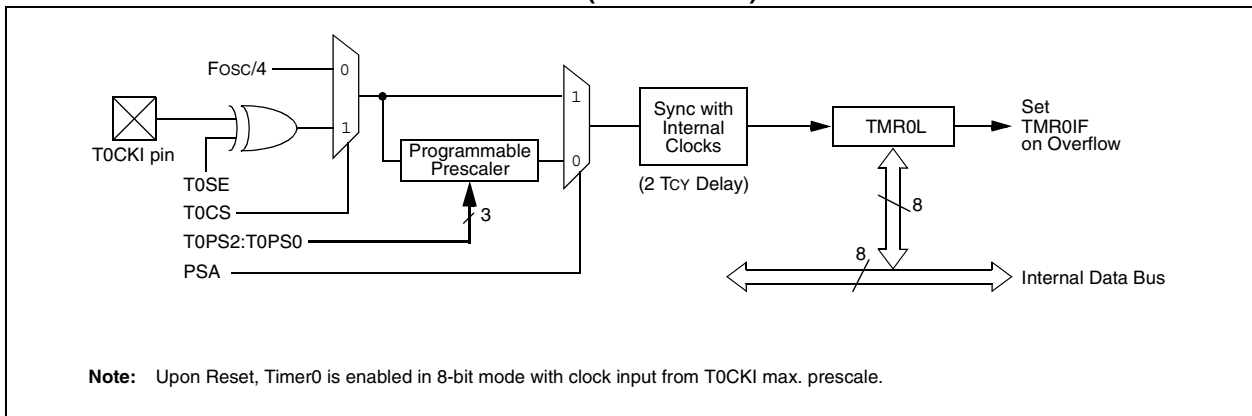 FOSC/4
0
1
T0CKI pin
T0SE
T0CS
T0PS2:T0PS0
PSA
Programmable
Prescaler
3
1
0
Sync with
Internal
Clocks
(2 TCY Delay)
TMR0L
Set
TMR0IF
on Overflow
8
8
Internal Data Bus
Note: Upon Reset, Timer0 is enabled in 8-bit mode with clock input from T0CKI max. prescale.